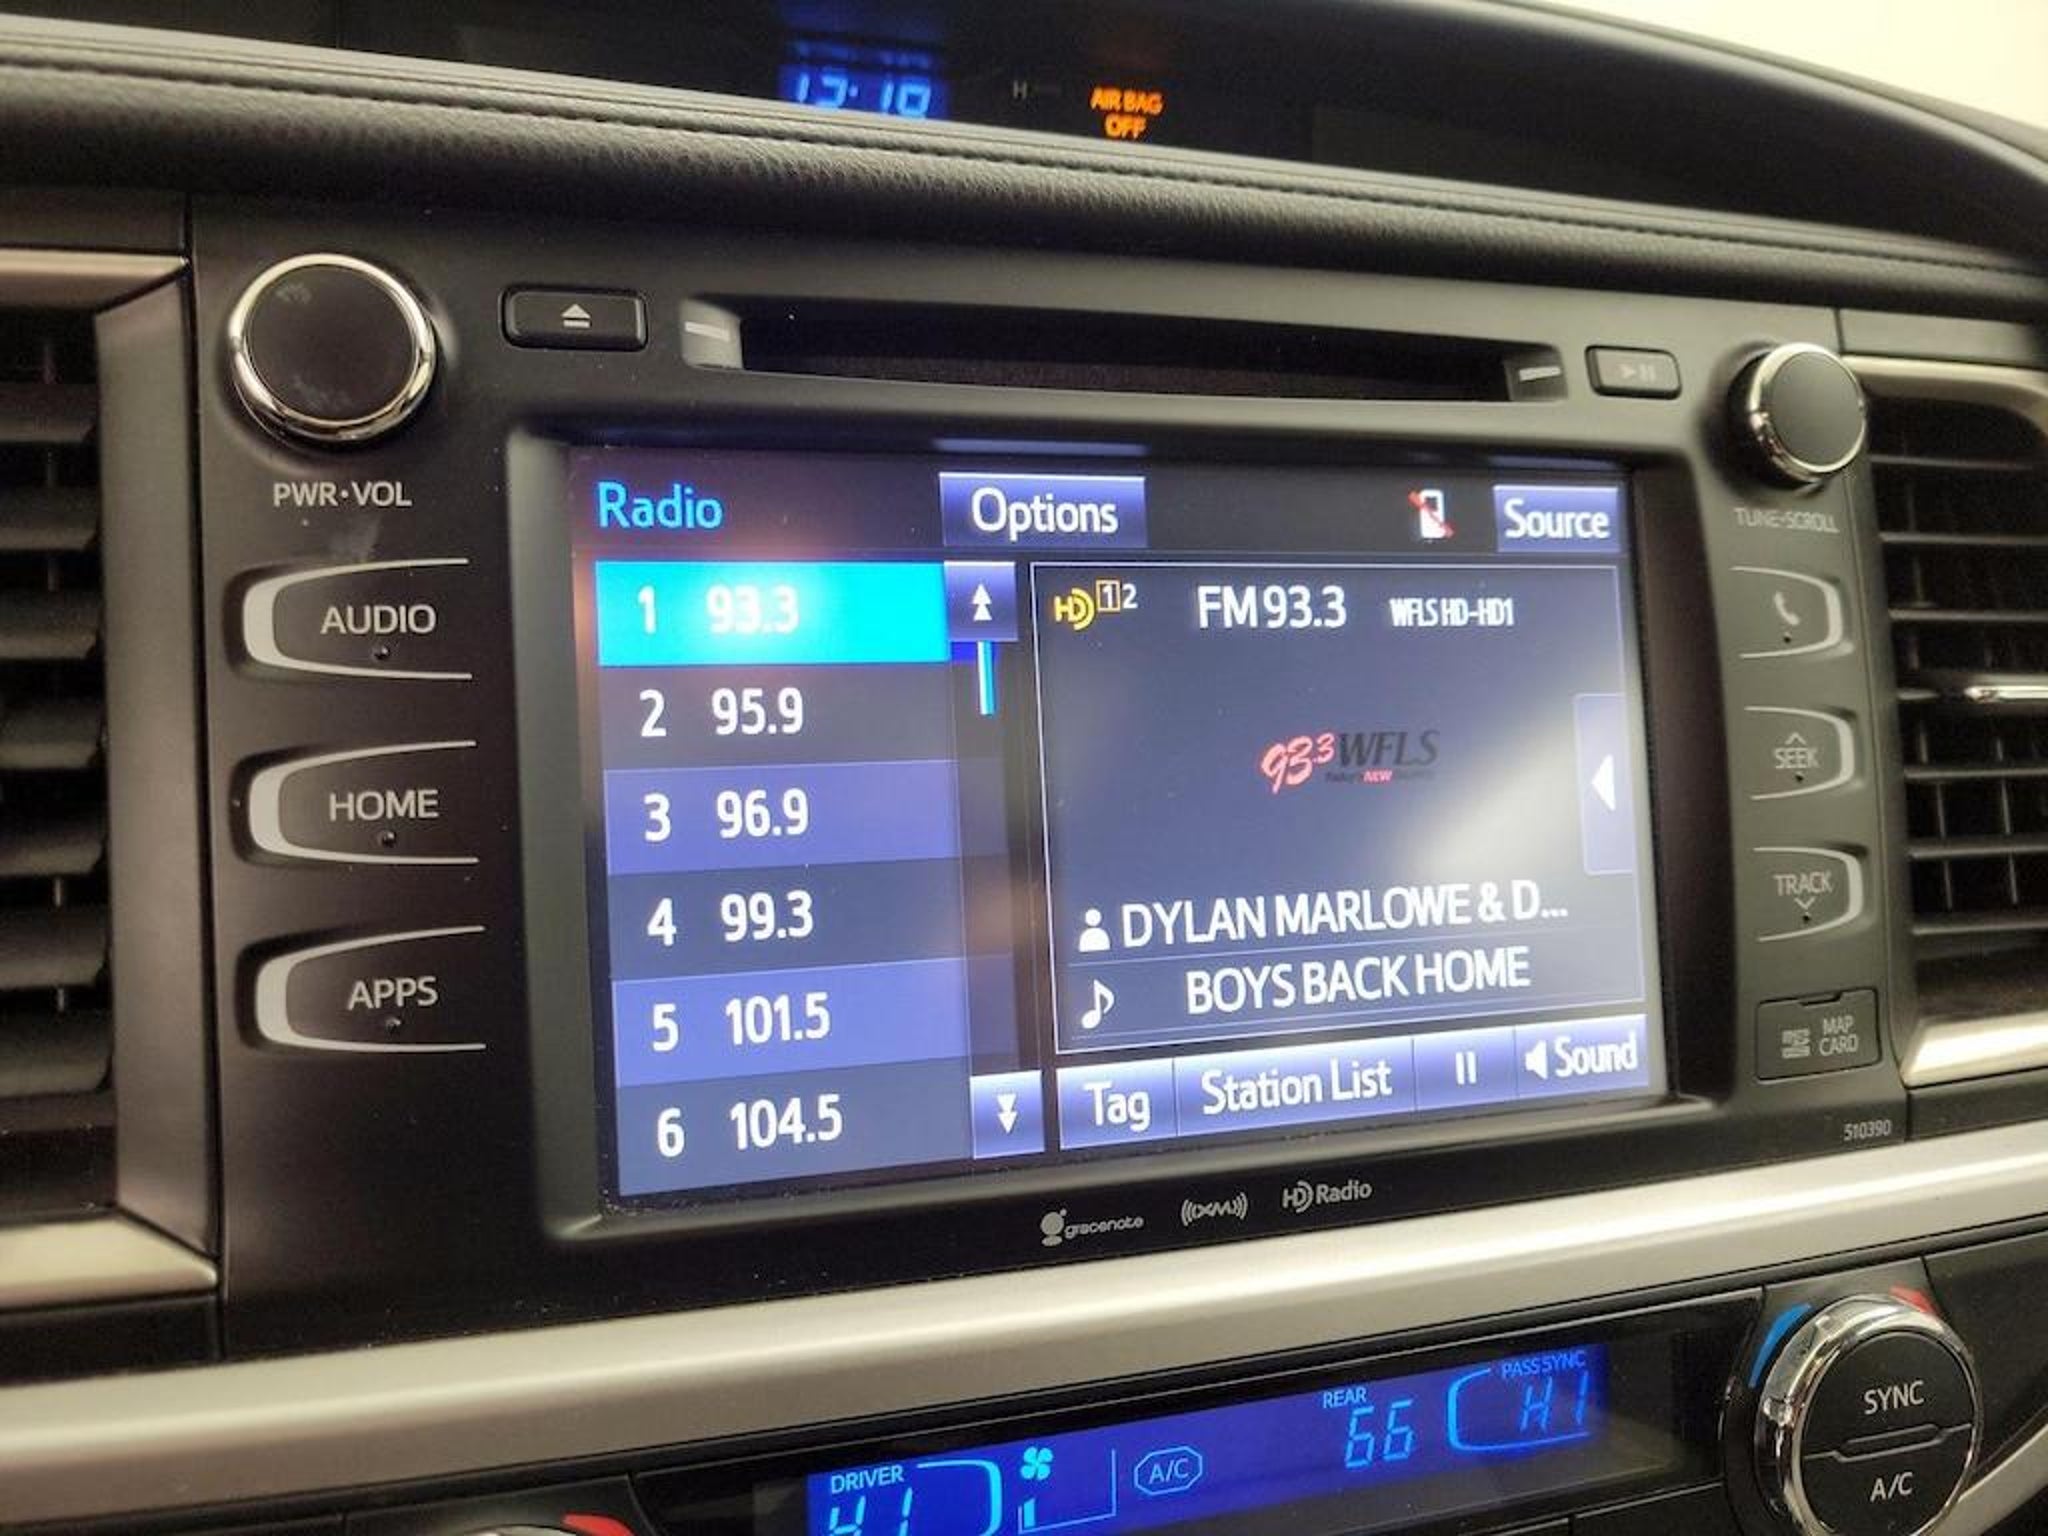 AIR BAG
OFF
PWR•VOL
TUNE•SCROLL
AUDIO
HOME
APPS
Radio
Options
Source
1 93.3
2 95.9
3 96.9
4 99.3
5 101.5
6 104.5
HD 1 2 FM 93.3 WFLS HD-HD1
93.3 WFLS
NEW
DYLAN MARLOWE & D...
BOYS BACK HOME
Tag
Station List
Sound
SEEK
TRACK
MAP
CARD
510390
gracenote
((XM))
HD Radio
DRIVER
HI
A/C
REAR
66
PASS SYNC
HI
SYNC
A/C